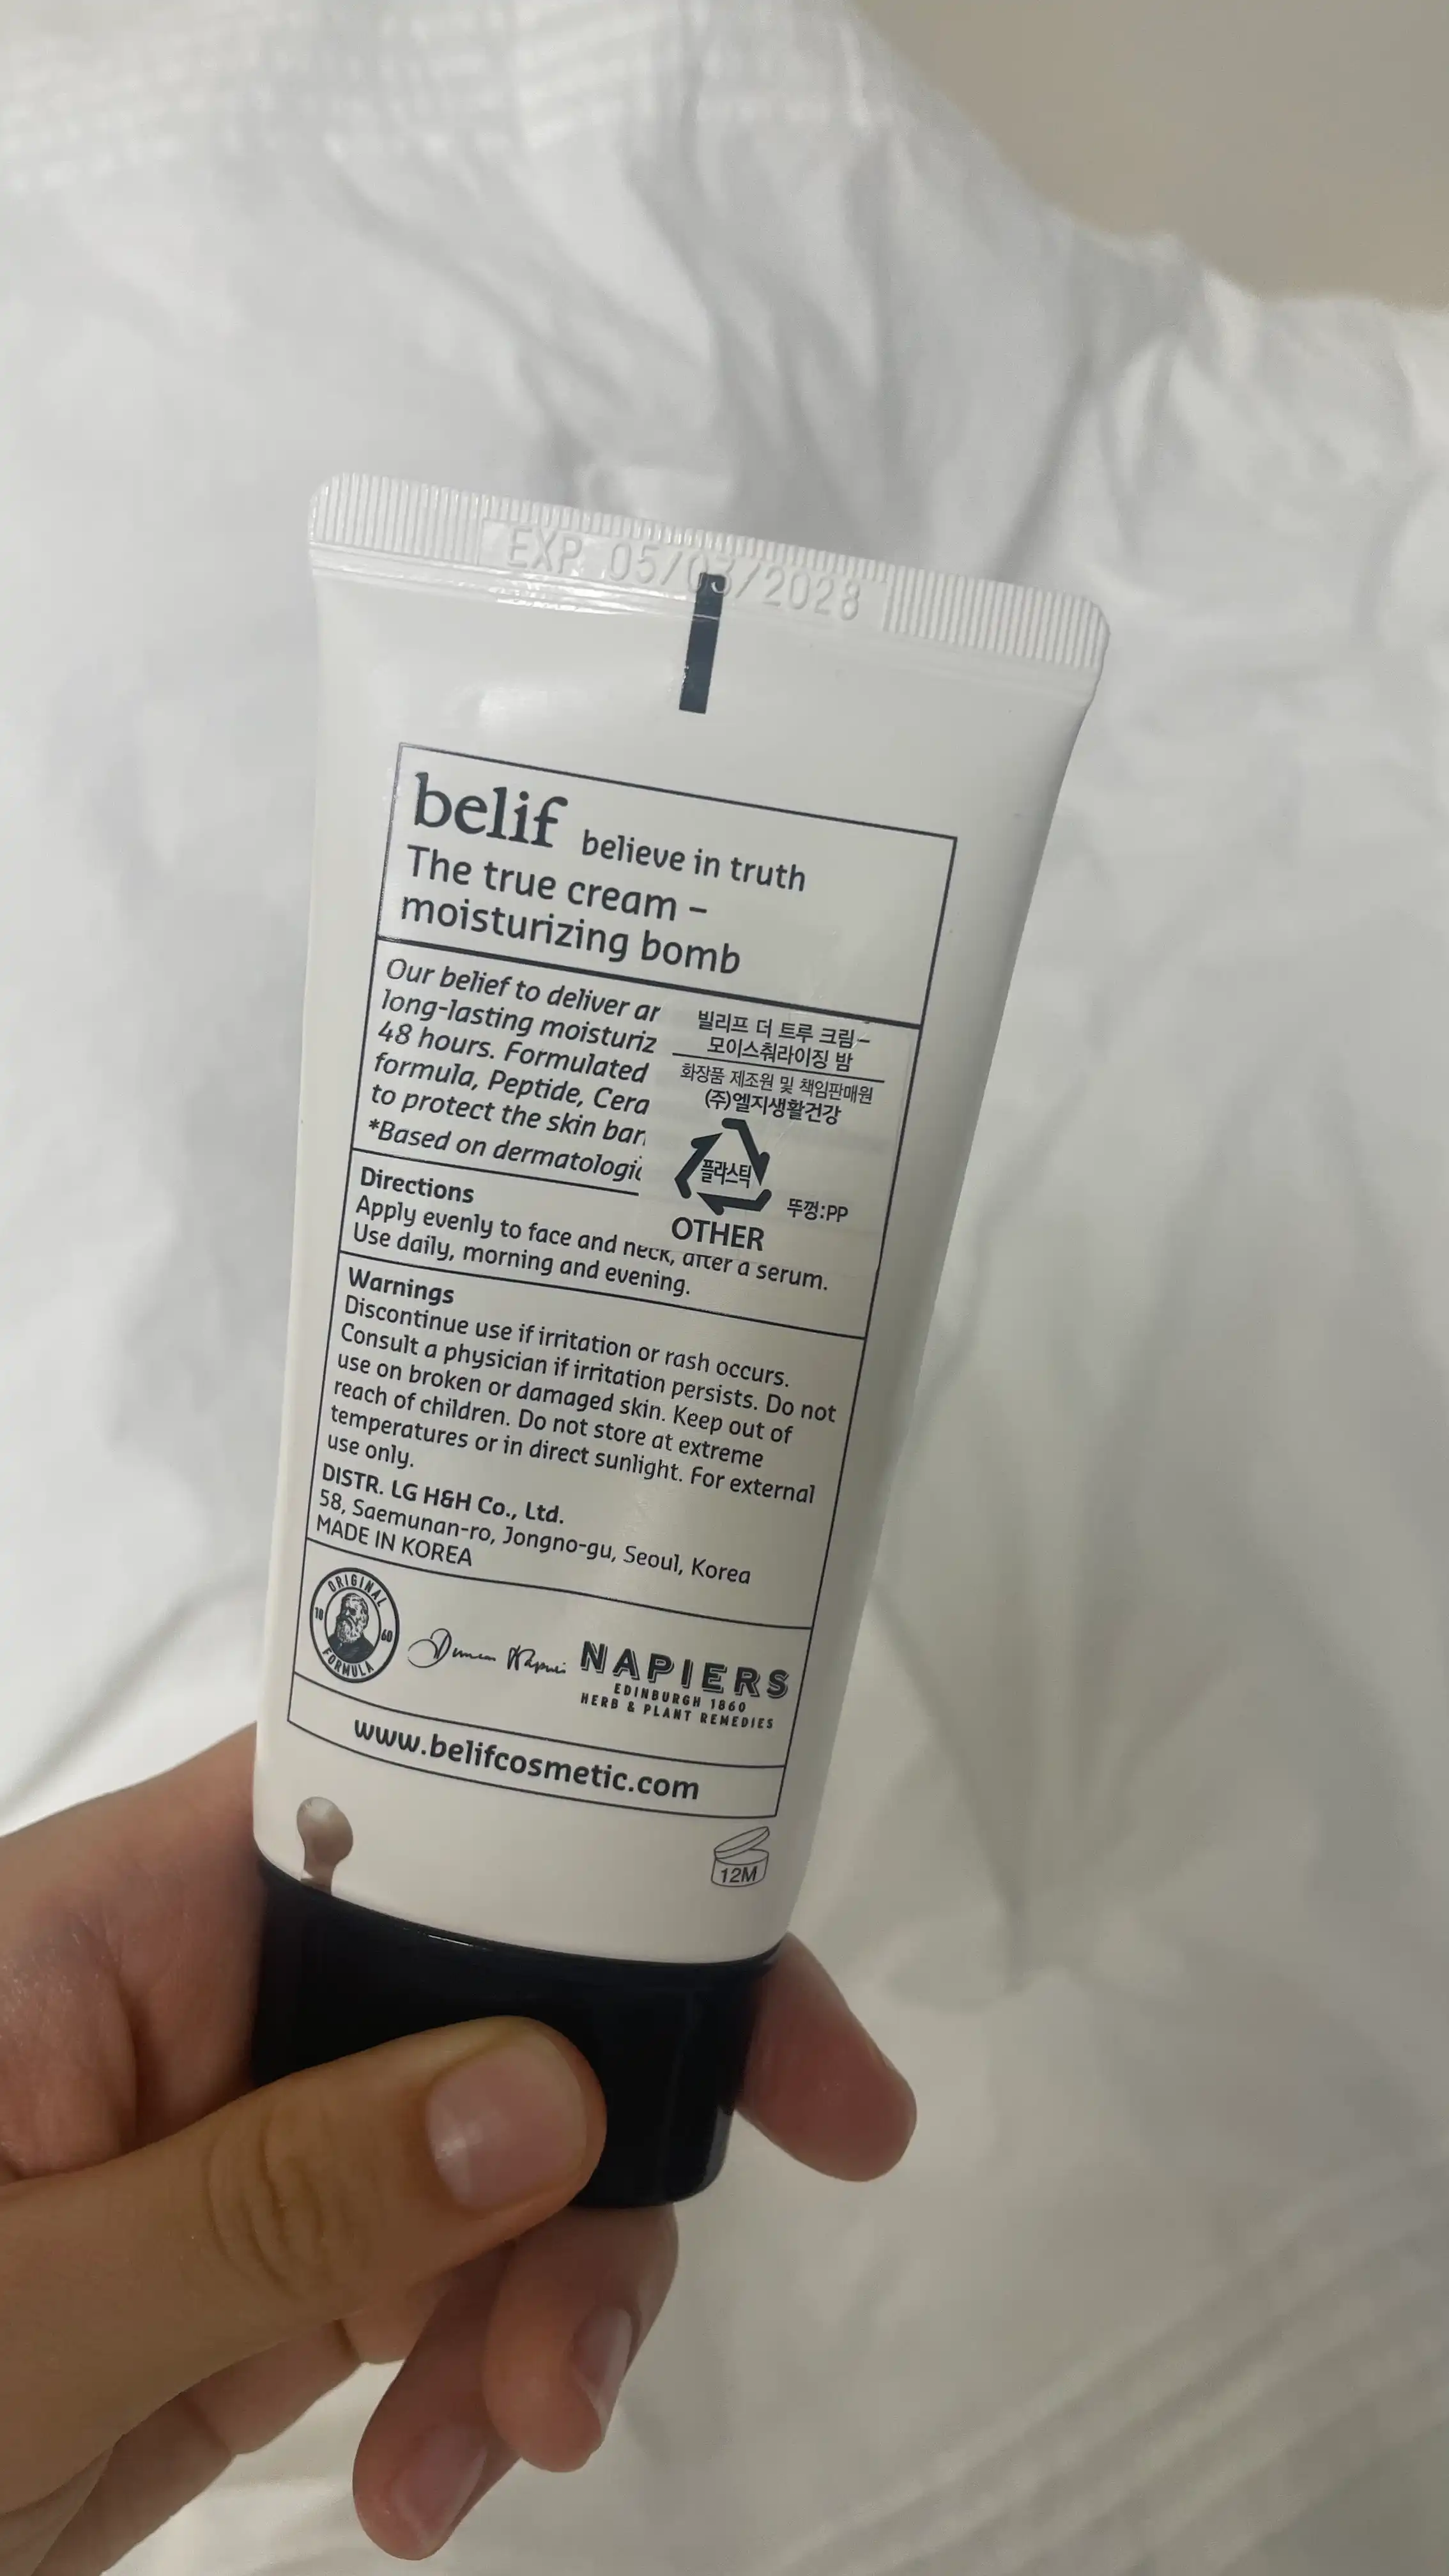 EXP 05/03/2028
belif believe in truth
The true cream –
moisturizing bomb
Our belief to deliver
long-lasting
48 hours. Formulated
formula, Peptide,
to protect the skin
*Based on
빌리프 더 트루 크림–
모이스춰라이징 밤
화장품 제조원 및 책임판매원
(주)엘지생활건강
플라스틱
뚜껑:PP
OTHER
Directions
Apply evenly to face and neck, after a serum.
Use daily, morning and evening.
Warnings
Discontinue use if irritation or rash occurs.
Consult a physician if irritation persists. Do not
use on broken or damaged skin. Keep out of
reach of children. Do not store at extreme
temperatures or in direct sunlight. For external
use only.
DISTR. LG H&H Co., Ltd.
58, Saemunan-ro, Jongno-gu, Seoul, Korea
MADE IN KOREA
ORIGINAL
18 60
FORMULA
Duncan Napier
NAPIERS
EDINBURGH 1860
HERB & PLANT REMEDIES
www.belifcosmetic.com
12M